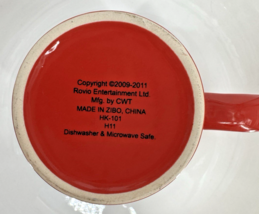 Copyright ©2009-2011
Rovio Entertainment Ltd.
Mfg. by CWT
MADE IN ZIBO, CHINA
HK-101
H11
Dishwasher & Microwave Safe